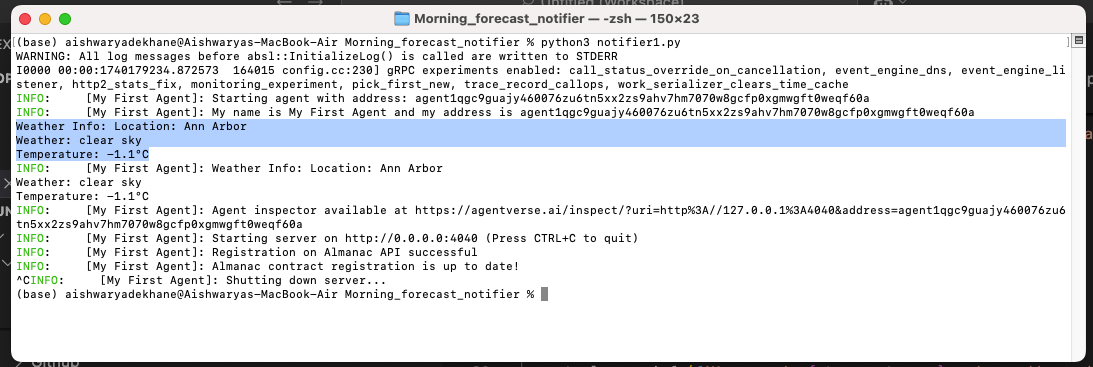 Untitled (Workspace)
Morning_forecast_notifier — -zsh — 150×23
(base) aishwaryadekhane@Aishwaryas-MacBook-Air Morning_forecast_notifier % python3 notifier1.py
WARNING: All log messages before absl::InitializeLog() is called are written to STDERR
I0000 00:00:1740179234.872573  164015 config.cc:230] gRPC experiments enabled: call_status_override_on_cancellation, event_engine_dns, event_engine_li
stener, http2_stats_fix, monitoring_experiment, pick_first_new, trace_record_callops, work_serializer_clears_time_cache
INFO:     [My First Agent]: Starting agent with address: agent1qgc9guajy460076zu6tn5xx2zs9ahv7hm7070w8gcfp0xgmwgft0weqf60a
INFO:     [My First Agent]: My name is My First Agent and my address is agent1qgc9guajy460076zu6tn5xx2zs9ahv7hm7070w8gcfp0xgmwgft0weqf60a
Weather Info: Location: Ann Arbor
Weather: clear sky
Temperature: -1.1°C
INFO:     [My First Agent]: Weather Info: Location: Ann Arbor
Weather: clear sky
Temperature: -1.1°C
INFO:     [My First Agent]: Agent inspector available at https://agentverse.ai/inspect/?uri=http%3A//127.0.0.1%3A4040&address=agent1qgc9guajy460076zu6
tn5xx2zs9ahv7hm7070w8gcfp0xgmwgft0weqf60a
INFO:     [My First Agent]: Starting server on http://0.0.0.0:4040 (Press CTRL+C to quit)
INFO:     [My First Agent]: Registration on Almanac API successful
INFO:     [My First Agent]: Almanac contract registration is up to date!
^CINFO:     [My First Agent]: Shutting down server...
(base) aishwaryadekhane@Aishwaryas-MacBook-Air Morning_forecast_notifier %